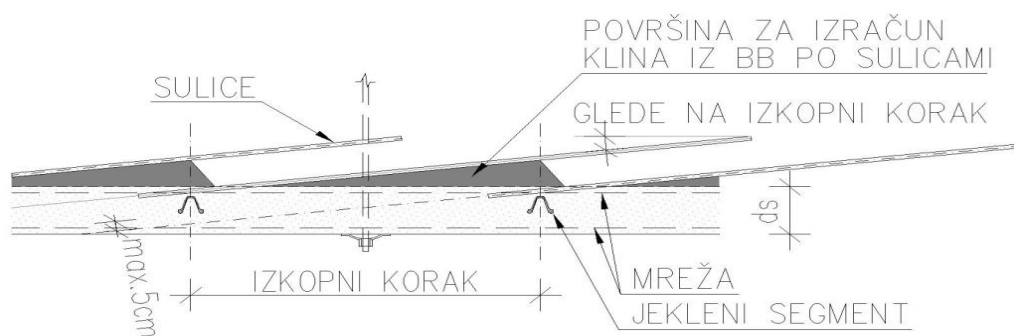 POVRŠINA ZA IZRAČUN
KLINA IZ BB PO SULICAMI
SULICE
GLEDE NA IZKOPNI KORAK
ds
max.5cm
IZKOPNI KORAK
MREŽA
JEKLENI SEGMENT